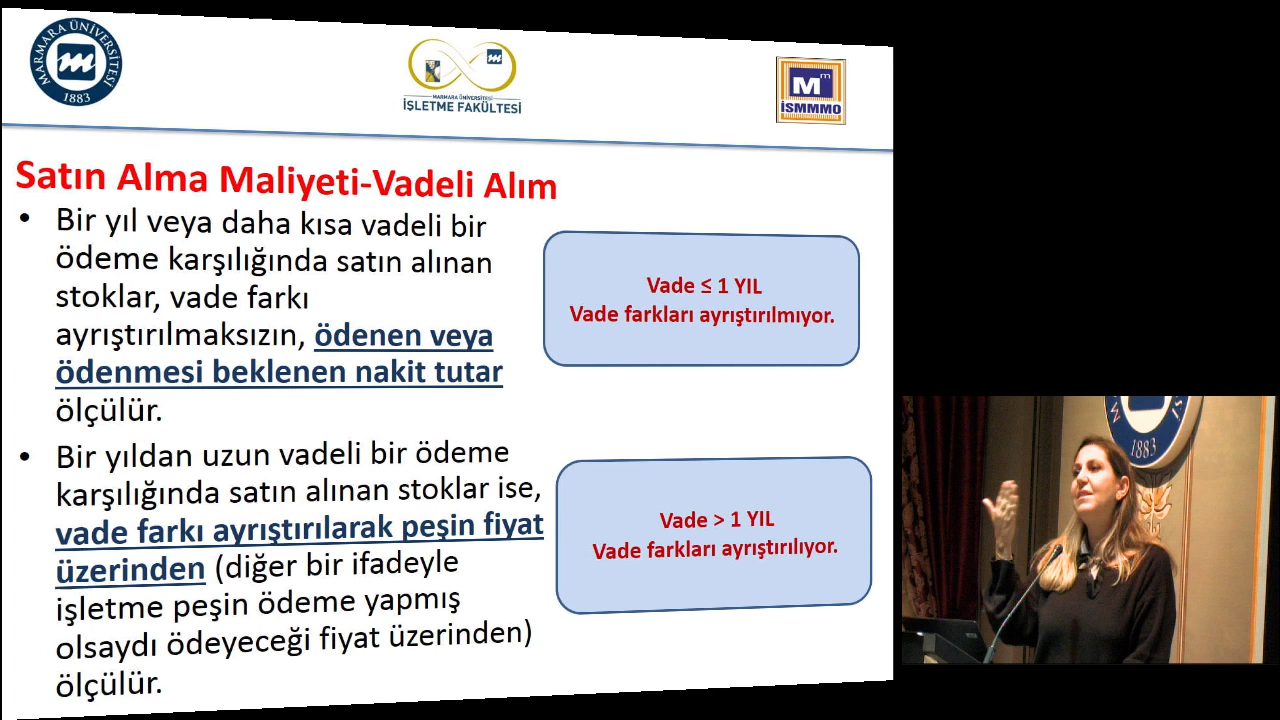 MARMARA ÜNİVERSİTESİ
1883
MARMARA ÜNİVERSİTESİ
İŞLETME FAKÜLTESİ
Mm
İSMMMO
Satın Alma Maliyeti-Vadeli Alım
• Bir yıl veya daha kısa vadeli bir
ödeme karşılığında satın alınan
stoklar, vade farkı
ayrıştırılmaksızın, ödenen veya
ödenmesi beklenen nakit tutar
ölçülür.
• Bir yıldan uzun vadeli bir ödeme
karşılığında satın alınan stoklar ise,
vade farkı ayrıştırılarak peşin fiyat
üzerinden (diğer bir ifadeyle
işletme peşin ödeme yapmış
olsaydı ödeyeceği fiyat üzerinden)
ölçülür.
Vade ≤ 1 YIL
Vade farkları ayrıştırılmıyor.
Vade > 1 YIL
Vade farkları ayrıştırılıyor.
1883